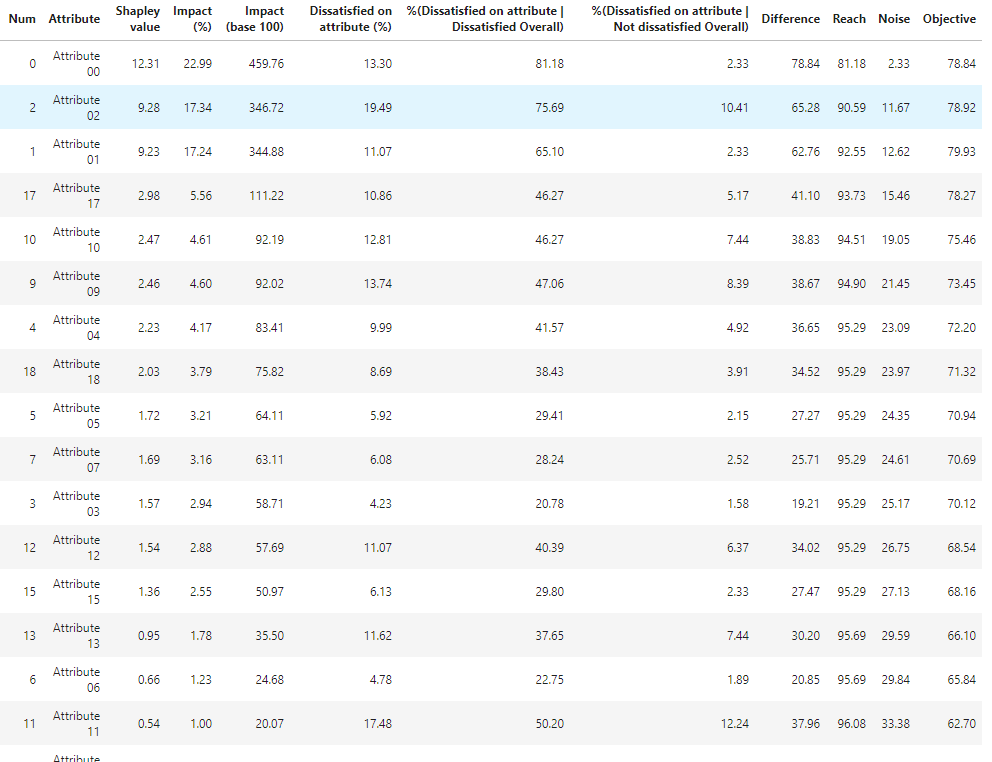 Num Attribute Shapley value Impact (%) Impact (base 100) Dissatisfied on attribute (%) %(Dissatisfied on attribute | Dissatisfied Overall) %(Dissatisfied on attribute | Not dissatisfied Overall) Difference Reach Noise Objective
0 Attribute 00 12.31 22.99 459.76 13.30 81.18 2.33 78.84 81.18 2.33 78.84
2 Attribute 02 9.28 17.34 346.72 19.49 75.69 10.41 65.28 90.59 11.67 78.92
1 Attribute 01 9.23 17.24 344.88 11.07 65.10 2.33 62.76 92.55 12.62 79.93
17 Attribute 17 2.98 5.56 111.22 10.86 46.27 5.17 41.10 93.73 15.46 78.27
10 Attribute 10 2.47 4.61 92.19 12.81 46.27 7.44 38.83 94.51 19.05 75.46
9 Attribute 09 2.46 4.60 92.02 13.74 47.06 8.39 38.67 94.90 21.45 73.45
4 Attribute 04 2.23 4.17 83.41 9.99 41.57 4.92 36.65 95.29 23.09 72.20
18 Attribute 18 2.03 3.79 75.82 8.69 38.43 3.91 34.52 95.29 23.97 71.32
5 Attribute 05 1.72 3.21 64.11 5.92 29.41 2.15 27.27 95.29 24.35 70.94
7 Attribute 07 1.69 3.16 63.11 6.08 28.24 2.52 25.71 95.29 24.61 70.69
3 Attribute 03 1.57 2.94 58.71 4.23 20.78 1.58 19.21 95.29 25.17 70.12
12 Attribute 12 1.54 2.88 57.69 11.07 40.39 6.37 34.02 95.29 26.75 68.54
15 Attribute 15 1.36 2.55 50.97 6.13 29.80 2.33 27.47 95.29 27.13 68.16
13 Attribute 13 0.95 1.78 35.50 11.62 37.65 7.44 30.20 95.69 29.59 66.10
6 Attribute 06 0.66 1.23 24.68 4.78 22.75 1.89 20.85 95.69 29.84 65.84
11 Attribute 11 0.54 1.00 20.07 17.48 50.20 12.24 37.96 96.08 33.38 62.70
Attribute